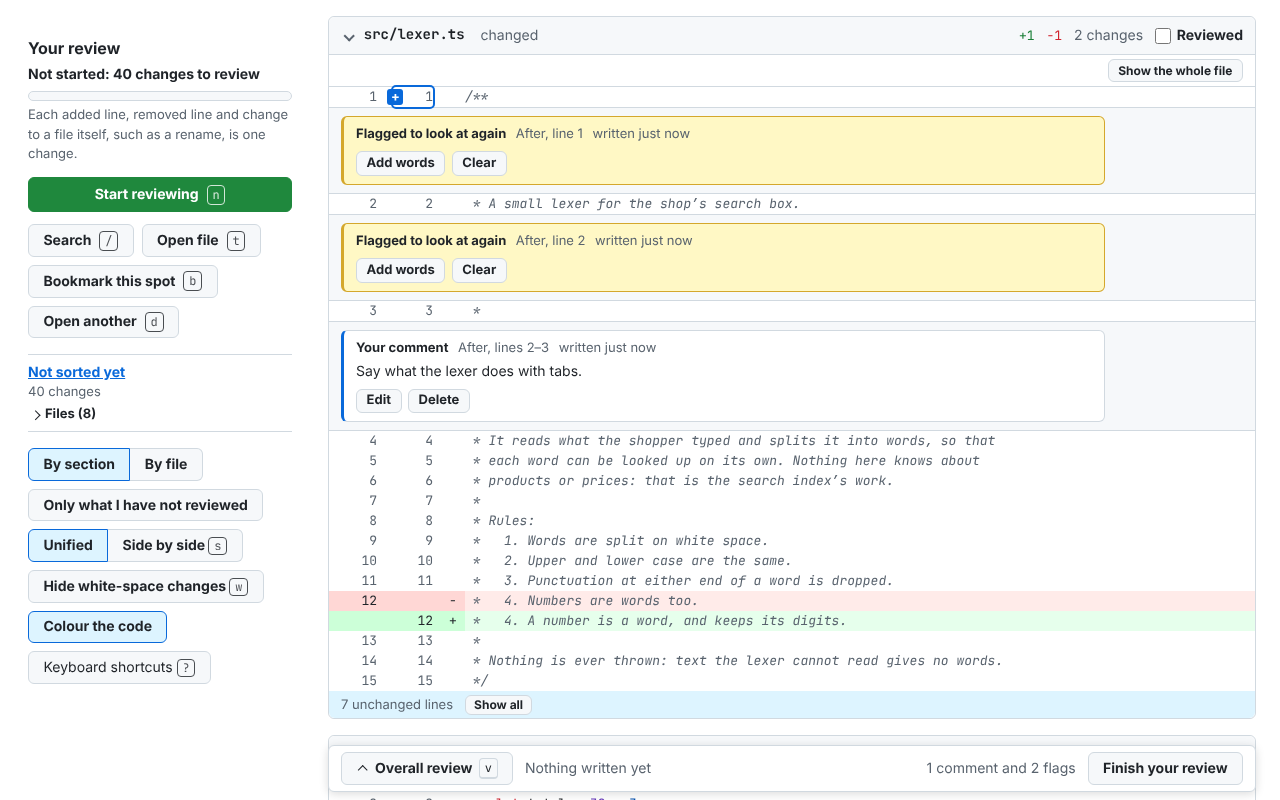 Your review
Not started: 40 changes to review
Each added line, removed line and change
to a file itself, such as a rename, is one
change.
Start reviewing n
Search / Open file t
Bookmark this spot b
Open another d
Not sorted yet
40 changes
Files (8)
By section By file
Only what I have not reviewed
Unified Side by side s
Hide white-space changes w
Colour the code
Keyboard shortcuts ?
src/lexer.ts changed +1 -1 2 changes Reviewed
Show the whole file
1 + 1 /**
Flagged to look at again After, line 1 written just now
Add words Clear
2 2 * A small lexer for the shop’s search box.
Flagged to look at again After, line 2 written just now
Add words Clear
3 3 *
Your comment After, lines 2–3 written just now
Say what the lexer does with tabs.
Edit Delete
4 4 * It reads what the shopper typed and splits it into words, so that
5 5 * each word can be looked up on its own. Nothing here knows about
6 6 * products or prices: that is the search index’s work.
7 7 *
8 8 * Rules:
9 9 * 1. Words are split on white space.
10 10 * 2. Upper and lower case are the same.
11 11 * 3. Punctuation at either end of a word is dropped.
12 - * 4. Numbers are words too.
12 + * 4. A number is a word, and keeps its digits.
13 13 *
14 14 * Nothing is ever thrown: text the lexer cannot read gives no words.
15 15 */
7 unchanged lines Show all
Overall review v Nothing written yet 1 comment and 2 flags Finish your review